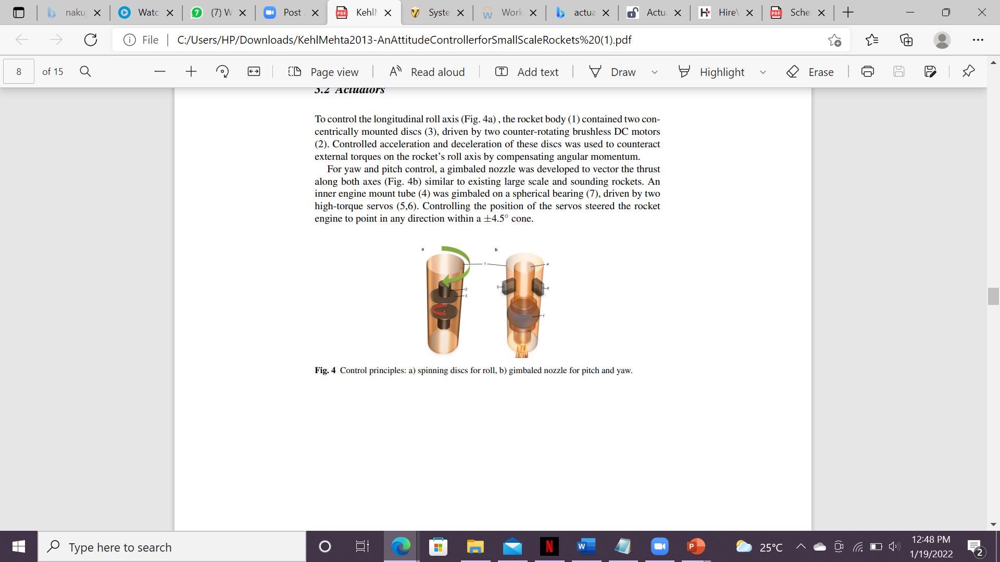 naku
Watc
7
(7) W
Post
PDF
KehlM
Syste
Work
actua
Actu
H
HireV
PDF
Sche
File
C:/Users/HP/Downloads/KehlMehta2013-AnAttitudeControllerforSmallScaleRockets%20(1).pdf
8
of 15
Page view
Read aloud
Add text
Draw
Highlight
Erase
3.2 Actuators
To control the longitudinal roll axis (Fig. 4a) , the rocket body (1) contained two con-
centrically mounted discs (3), driven by two counter-rotating brushless DC motors
(2). Controlled acceleration and deceleration of these discs was used to counteract
external torques on the rocket's roll axis by compensating angular momentum.
For yaw and pitch control, a gimbaled nozzle was developed to vector the thrust
along both axes (Fig. 4b) similar to existing large scale and sounding rockets. An
inner engine mount tube (4) was gimbaled on a spherical bearing (7), driven by two
high-torque servos (5,6). Controlling the position of the servos steered the rocket
engine to point in any direction within a ±4.5° cone.
a
b
1
4
2
3
5
6
7
Fig. 4 Control principles: a) spinning discs for roll, b) gimbaled nozzle for pitch and yaw.
Type here to search
N
W
P
25°C
12:48 PM
1/19/2022
2